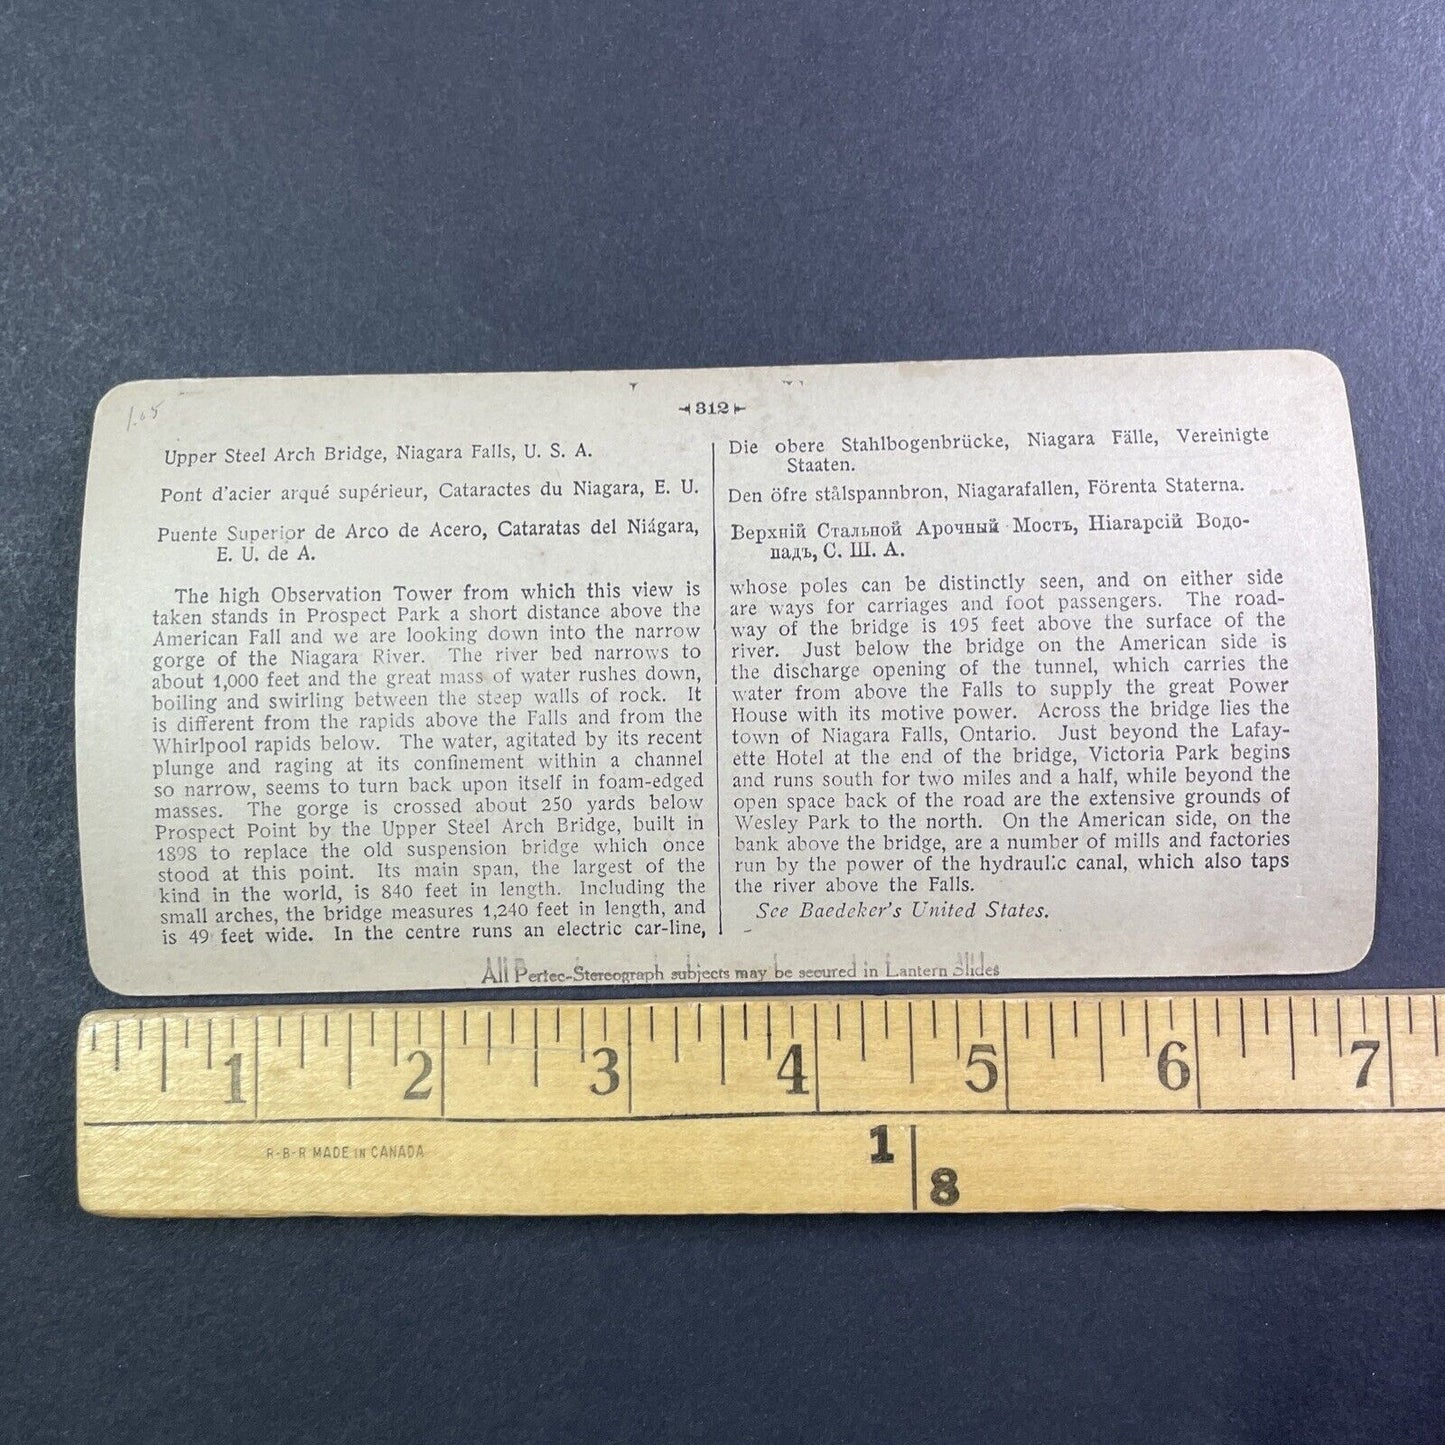 1.05
312
Upper Steel Arch Bridge, Niagara Falls, U. S. A.
Pont d'acier arqué supérieur, Cataractes du Niagara, E. U.
Puente Superior de Arco de Acero, Cataratas del Niágara,
E. U. de A.
The high Observation Tower from which this view is
taken stands in Prospect Park a short distance above the
American Fall and we are looking down into the narrow
gorge of the Niagara River. The river bed narrows to
about 1,000 feet and the great mass of water rushes down,
boiling and swirling between the steep walls of rock. It
is different from the rapids above the Falls and from the
Whirlpool rapids below. The water, agitated by its recent
plunge and raging at its confinement within a channel
so narrow, seems to turn back upon itself in foam-edged
masses. The gorge is crossed about 250 yards below
Prospect Point by the Upper Steel Arch Bridge, built in
1898 to replace the old suspension bridge which once
stood at this point. Its main span, the largest of the
kind in the world, is 840 feet in length. Including the
small arches, the bridge measures 1,240 feet in length, and
is 49 feet wide. In the centre runs an electric car-line,
Die obere Stahlbogenbrücke, Niagara Fälle, Vereinigte
Staaten.
Den öfre stålspannbron, Niagarafallen, Förenta Staterna.
Верхній Стальной Арочный Мостъ, Ніагарсій Водо-
падъ, С. Ш. А.
whose poles can be distinctly seen, and on either side
are ways for carriages and foot passengers. The road-
way of the bridge is 195 feet above the surface of the
river. Just below the bridge on the American side is
the discharge opening of the tunnel, which carries the
water from above the Falls to supply the great Power
House with its motive power. Across the bridge lies the
town of Niagara Falls, Ontario. Just beyond the Lafay-
ette Hotel at the end of the bridge, Victoria Park begins
and runs south for two miles and a half, while beyond the
open space back of the road are the extensive grounds of
Wesley Park to the north. On the American side, on the
bank above the bridge, are a number of mills and factories
run by the power of the hydraulic canal, which also taps
the river above the Falls.
See Baedeker's United States.
All Perfec-Stereograph subjects may be secured in Lantern Slides
1 2 3 4 5 6 7
R-B-R MADE IN CANADA
1 8